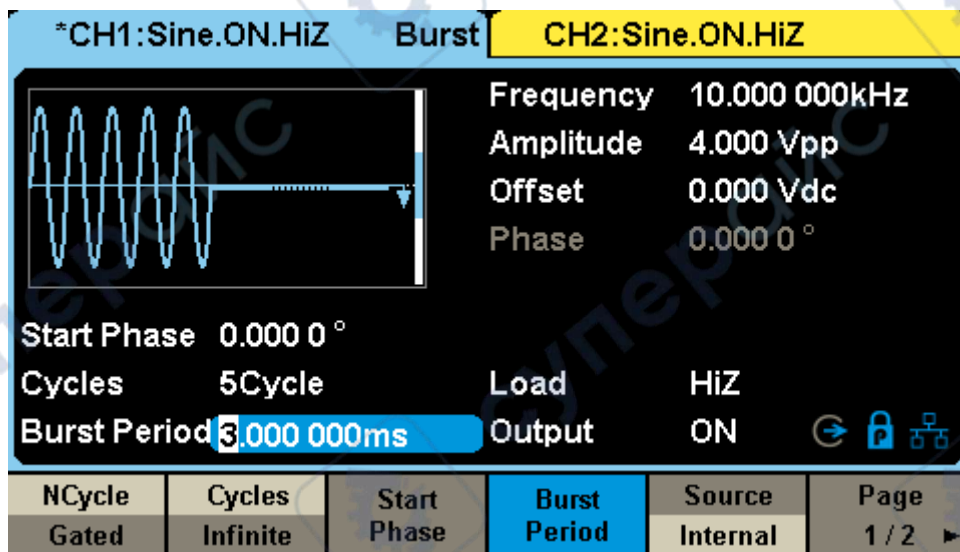 *CH1:Sine.ON.HiZ Burst CH2:Sine.ON.HiZ
Frequency 10.000 000kHz
Amplitude 4.000 Vpp
Offset 0.000 Vdc
Phase 0.000 0 °
Start Phase 0.000 0 °
Cycles 5Cycle Load HiZ
Burst Period 3.000 000ms Output ON
NCycle Cycles Start Burst Source Page
Gated Infinite Phase Period Internal 1 / 2
суперайс